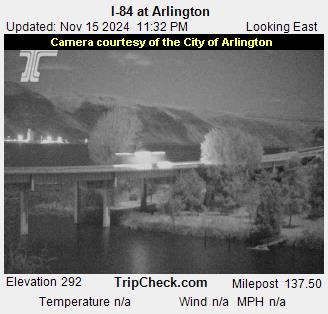 I-84 at Arlington
Updated: Nov 15 2024 11:32 PM Looking East
Camera courtesy of the City of Arlington
Elevation 292 TripCheck.com Milepost 137.50
Temperature n/a Wind n/a MPH n/a